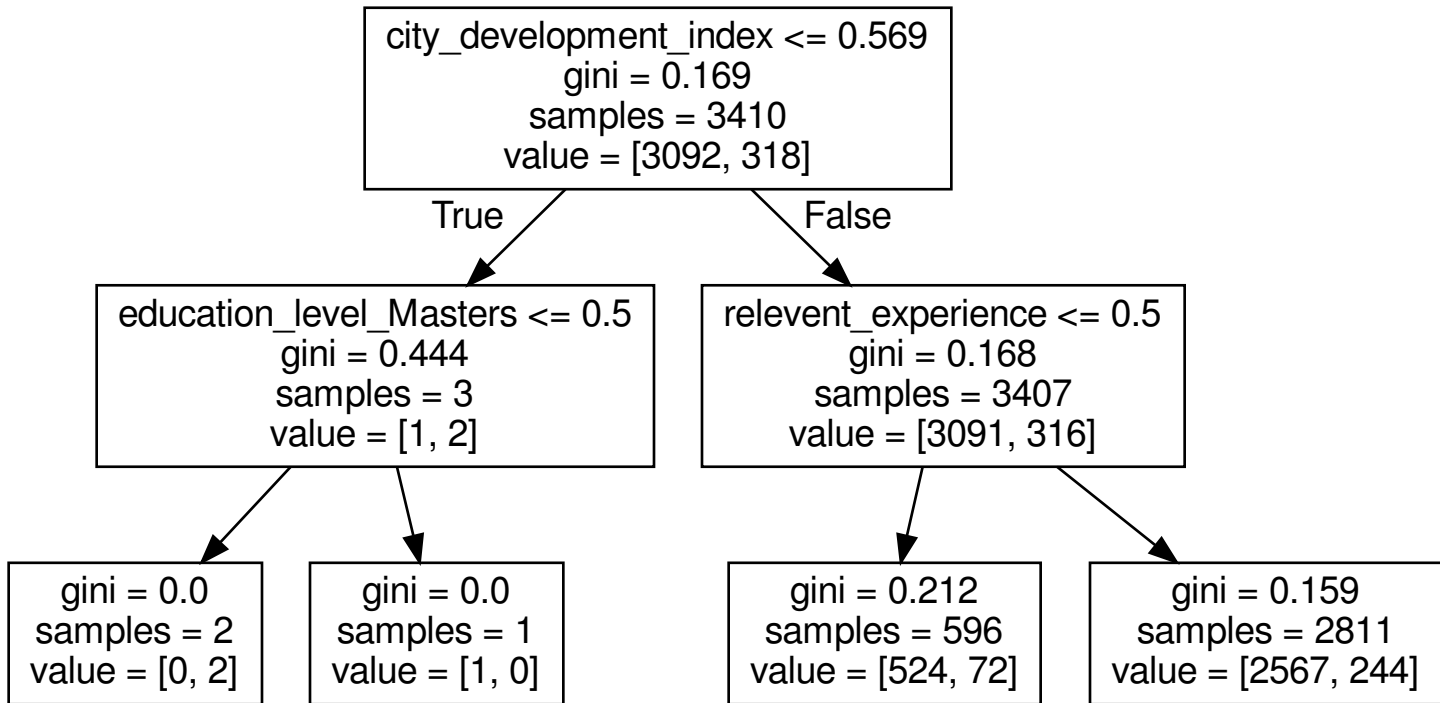 city_development_index <= 0.569
gini = 0.169
samples = 3410
value = [3092, 318]
True
False
education_level_Masters <= 0.5
gini = 0.444
samples = 3
value = [1, 2]
relevent_experience <= 0.5
gini = 0.168
samples = 3407
value = [3091, 316]
gini = 0.0
samples = 2
value = [0, 2]
gini = 0.0
samples = 1
value = [1, 0]
gini = 0.212
samples = 596
value = [524, 72]
gini = 0.159
samples = 2811
value = [2567, 244]